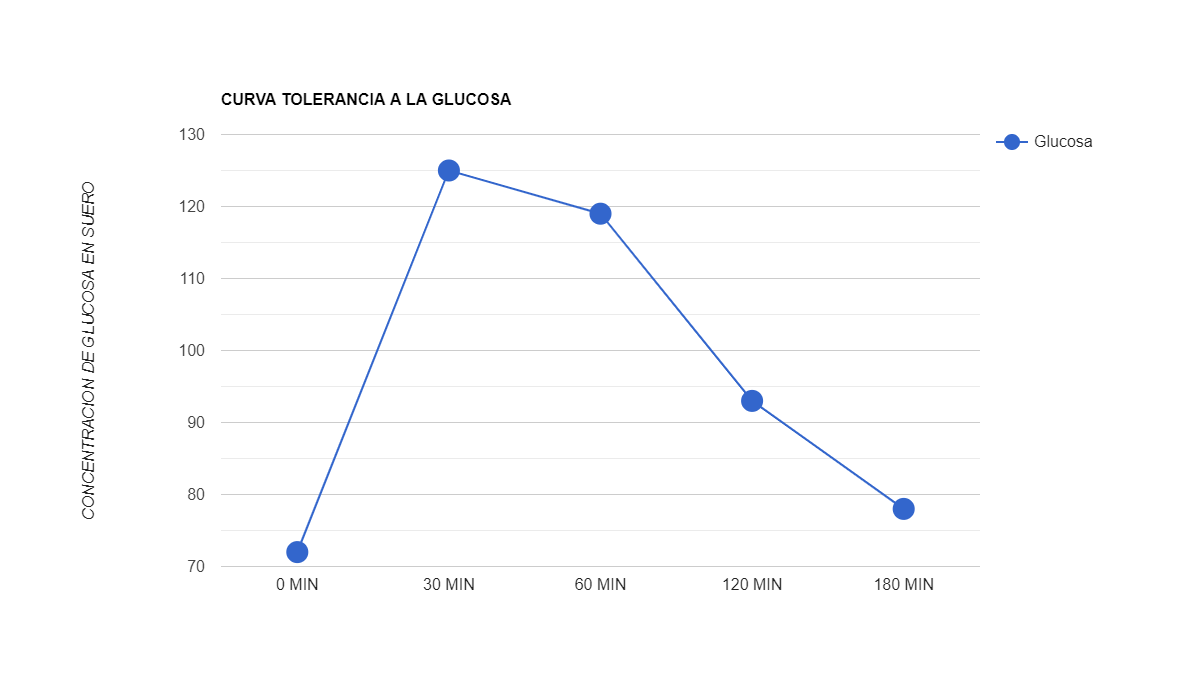 CURVA TOLERANCIA A LA GLUCOSA
130
120
110
100
90
80
70
CONCENTRACION DE GLUCOSA EN SUERO
0 MIN
30 MIN
60 MIN
120 MIN
180 MIN
Glucosa